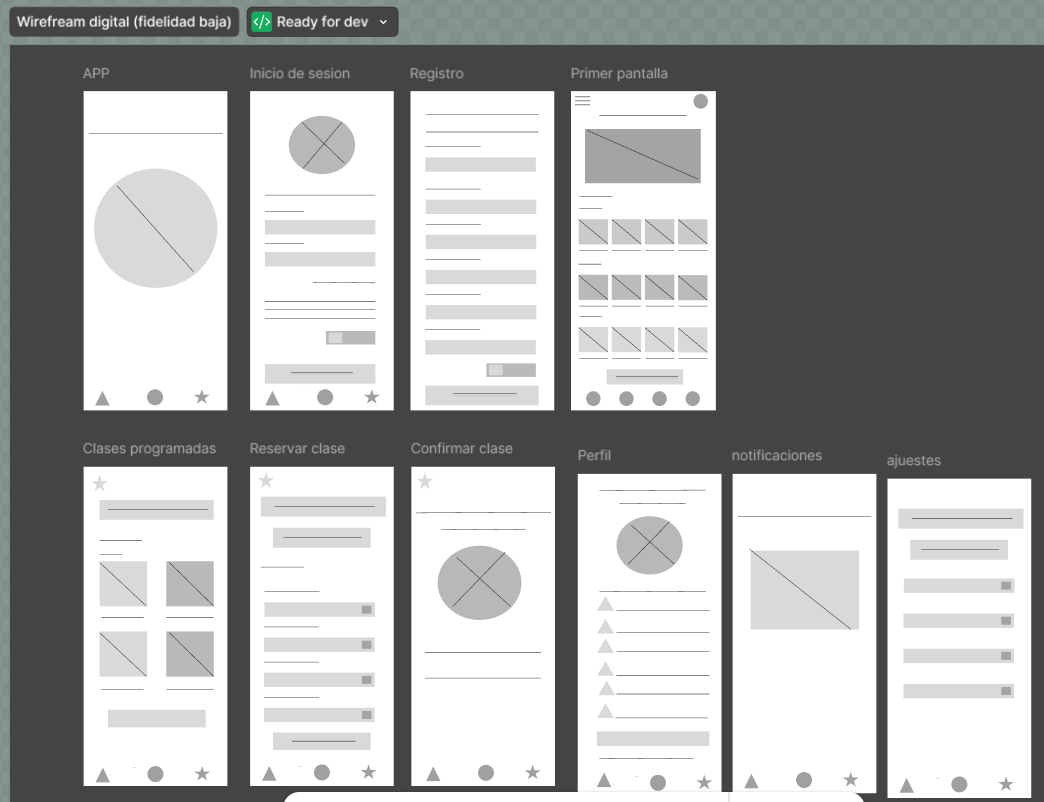 Wirefream digital (fidelidad baja)
</> Ready for dev
APP
Inicio de sesion
Registro
Primer pantalla
Clases programadas
Reservar clase
Confirmar clase
Perfil
notificaciones
ajuestes